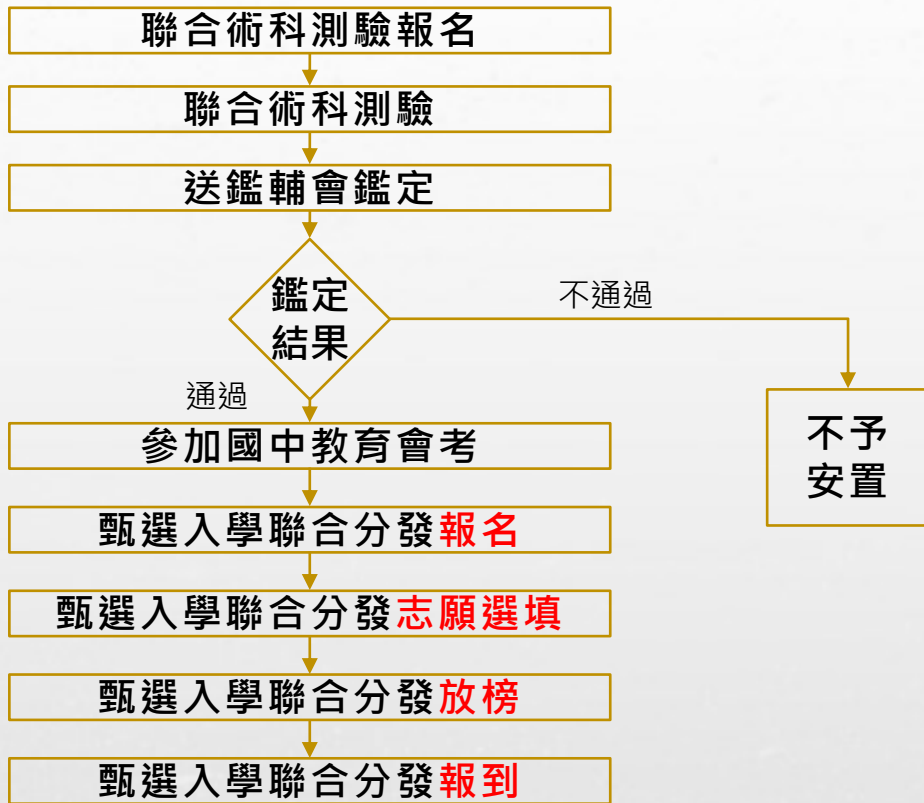 聯合術科測驗報名
聯合術科測驗
送鑑輔會鑑定
鑑定
結果
不通過
通過
不予
安置
參加國中教育會考
甄選入學聯合分發報名
甄選入學聯合分發志願選填
甄選入學聯合分發放榜
甄選入學聯合分發報到